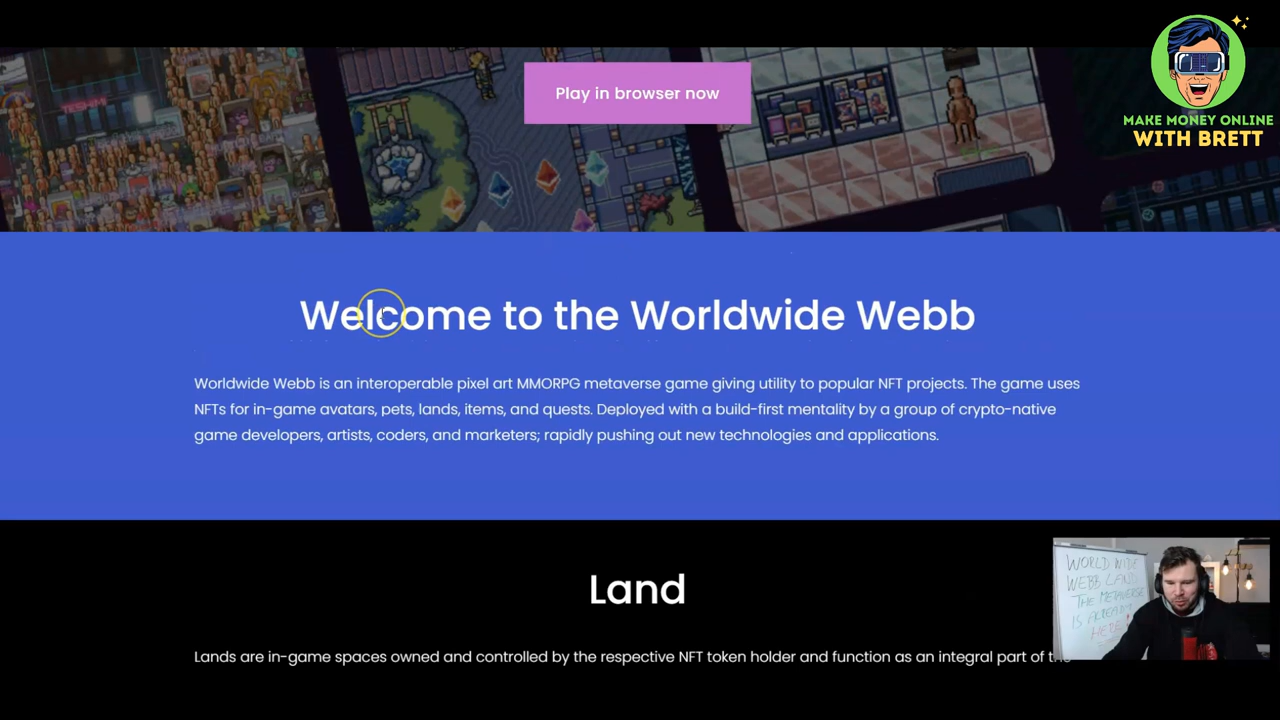 Play in browser now
MAKE MONEY ONLINE
WITH BRETT
Welcome to the Worldwide Webb
Worldwide Webb is an interoperable pixel art MMORPG metaverse game giving utility to popular NFT projects. The game uses
NFTs for in-game avatars, pets, lands, items, and quests. Deployed with a build-first mentality by a group of crypto-native
game developers, artists, coders, and marketers; rapidly pushing out new technologies and applications.
Land
Lands are in-game spaces owned and controlled by the respective NFT token holder and function as an integral part of
WORLD WIDE
WEBB LAND
THE METAVERSE
IS ALREADY
HERE